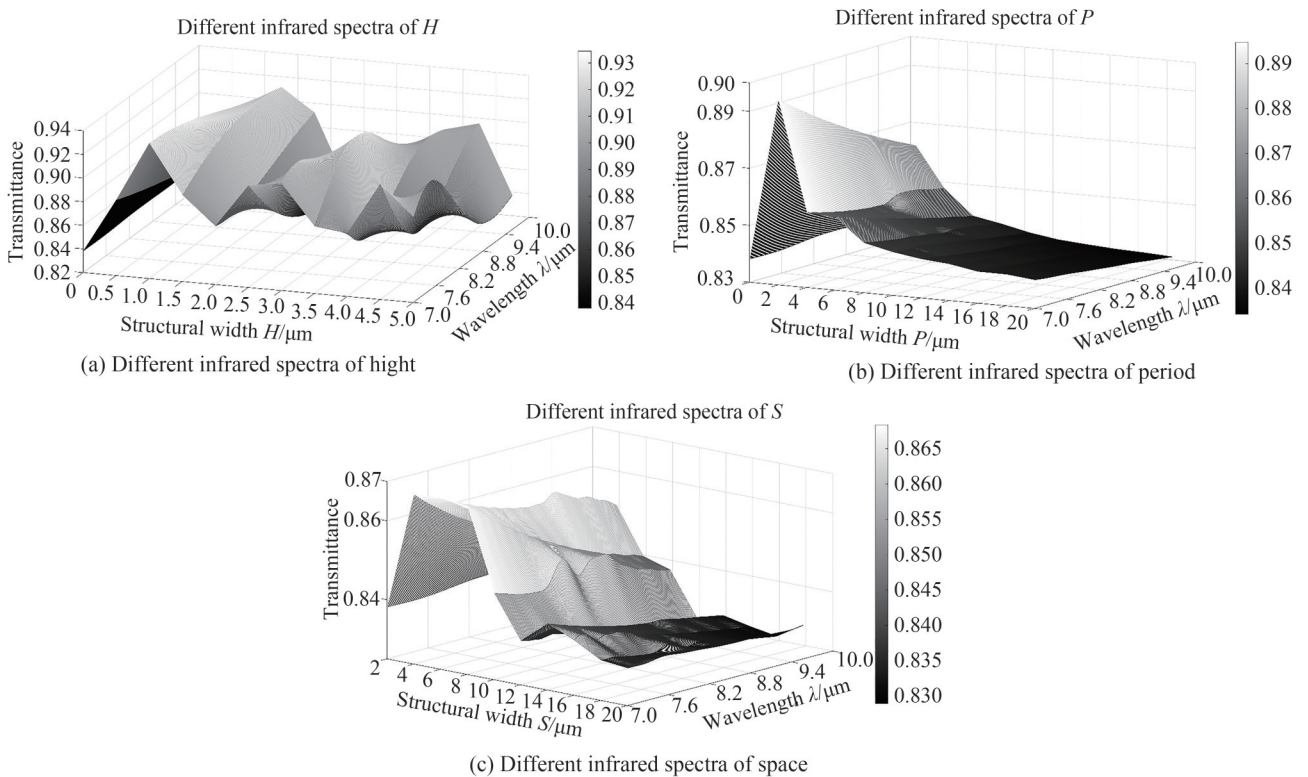 Different infrared spectra of H
0.94
0.92
0.90
0.88
0.86
0.84
0.82
Transmittance
0 0.5 1.0 1.5 2.0 2.5 3.0 3.5 4.0 4.5 5.0
Structural width H/μm
7.0 7.6 8.2 8.8 9.4 10.0
Wavelength λ/μm
0.93
0.92
0.91
0.90
0.89
0.88
0.87
0.86
0.85
0.84
(a) Different infrared spectra of hight
Different infrared spectra of P
0.90
0.89
0.87
0.85
0.83
Transmittance
0 2 4 6 8 10 12 14 16 18 20
Structural width P/μm
7.0 7.6 8.2 8.8 9.4 10.0
Wavelength λ/μm
0.89
0.88
0.87
0.86
0.85
0.84
(b) Different infrared spectra of period
Different infrared spectra of S
0.87
0.86
0.84
2
Transmittance
4 6 8 10 12 14 16 18 20
Structural width S/μm
7.0 7.6 8.2 8.8 9.4 10.0
Wavelength λ/μm
0.865
0.860
0.855
0.850
0.845
0.840
0.835
0.830
(c) Different infrared spectra of space